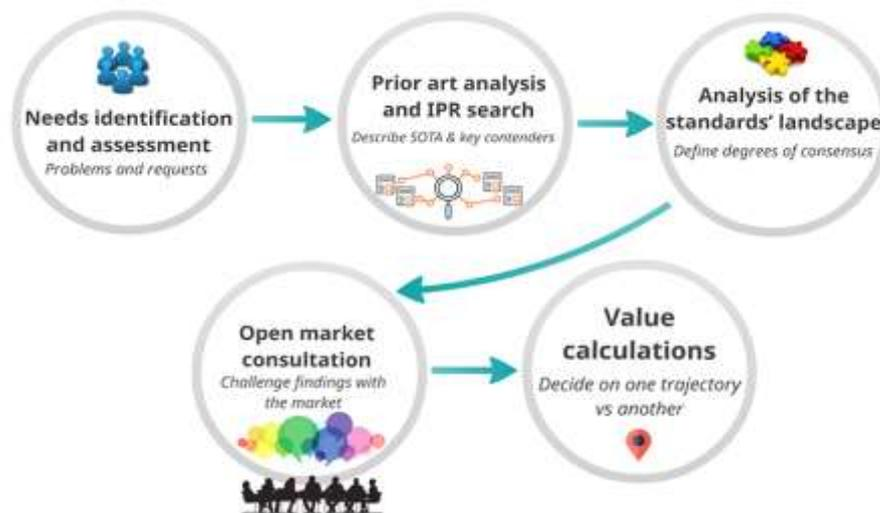 Needs identification
and assessment
Problems and requests
Prior art analysis
and IPR search
Describe SOTA & key contenders
Analysis of the
standards' landscape
Define degrees of consensus
Open market
consultation
Challenge findings with
the market
Value
calculations
Decide on one trajectory
vs another